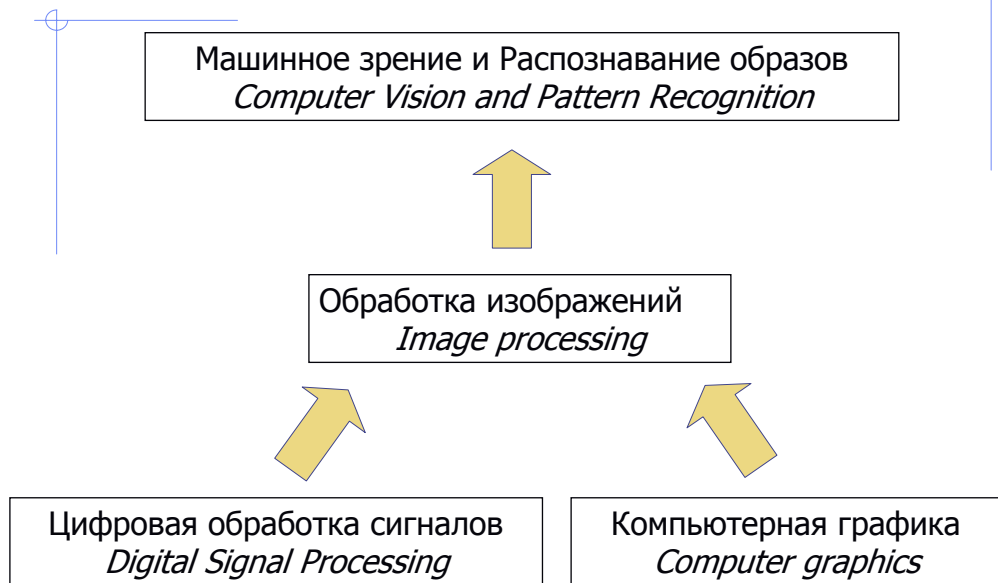 Машинное зрение и Распознавание образов
Computer Vision and Pattern Recognition
Обработка изображений
Image processing
Цифровая обработка сигналов
Digital Signal Processing
Компьютерная графика
Computer graphics